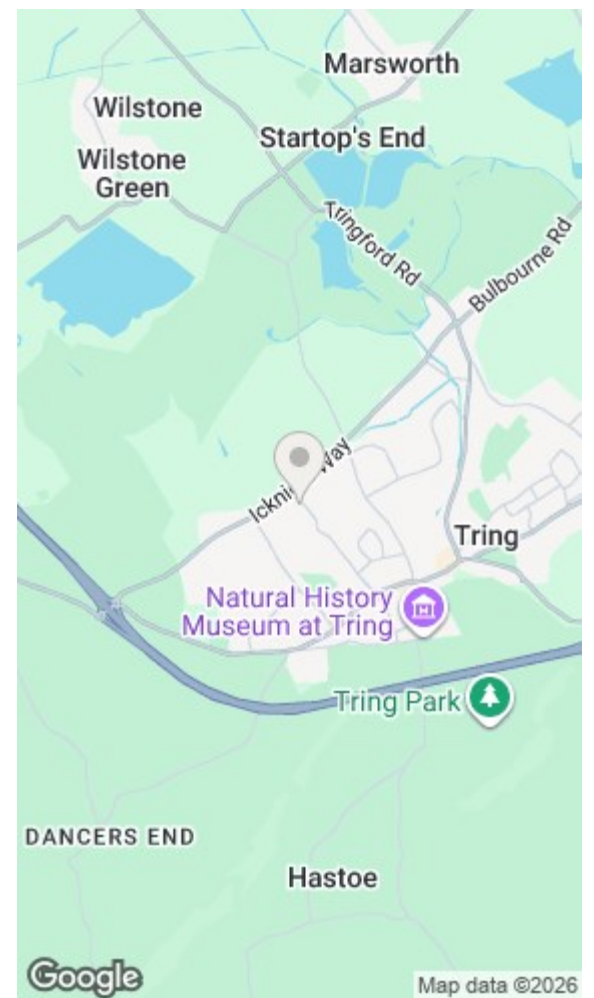 Marsworth
Wilstone
Startop's End
Wilstone
Green
Tringford Rd
Bulbourne Rd
Way
Tring
Natural History
Museum at Tring
Tring Park
DANCERS END
Hastoe
Google
Map data ©2026